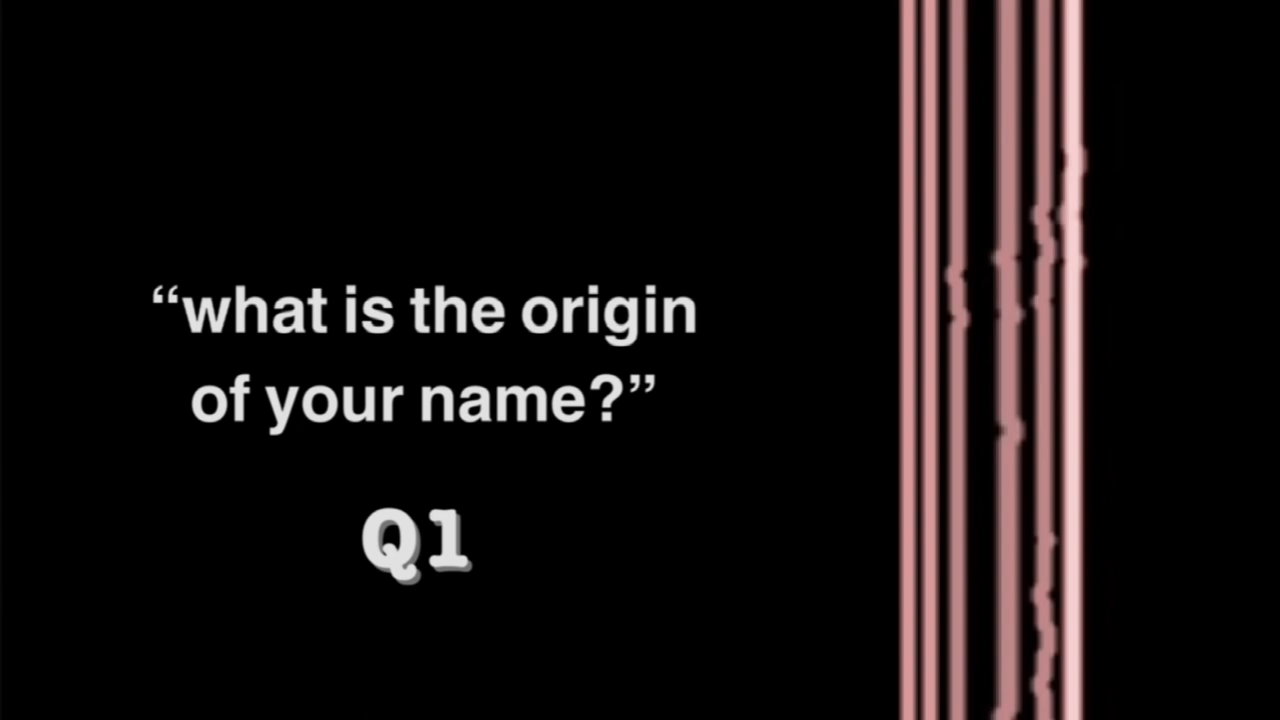 “what is the origin
of your name?”
Q1